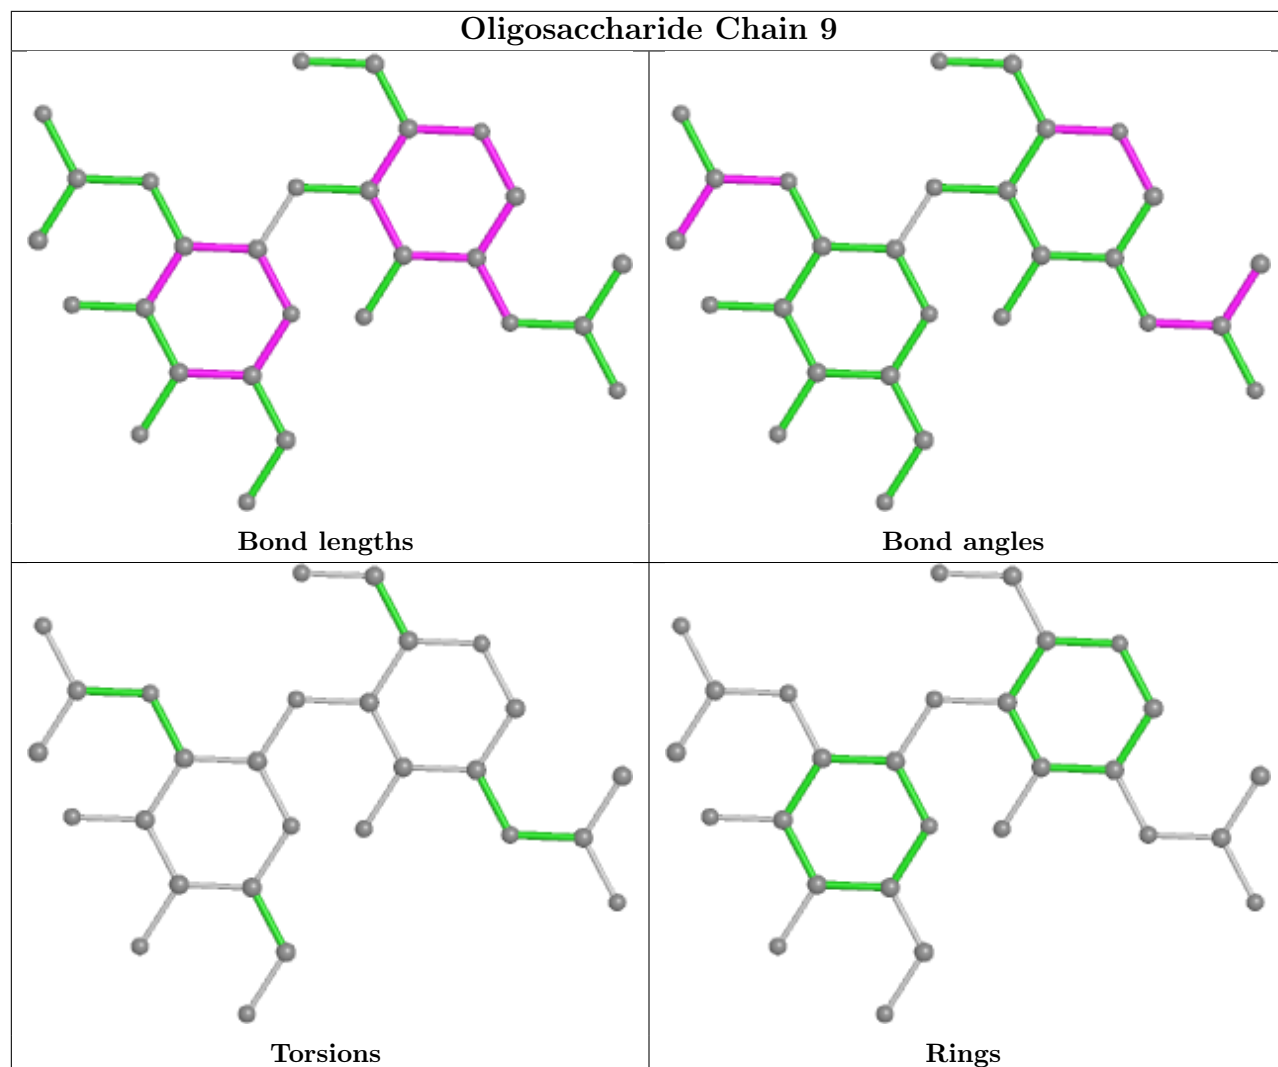 Oligosaccharide Chain 9
Bond lengths
Bond angles
Torsions
Rings